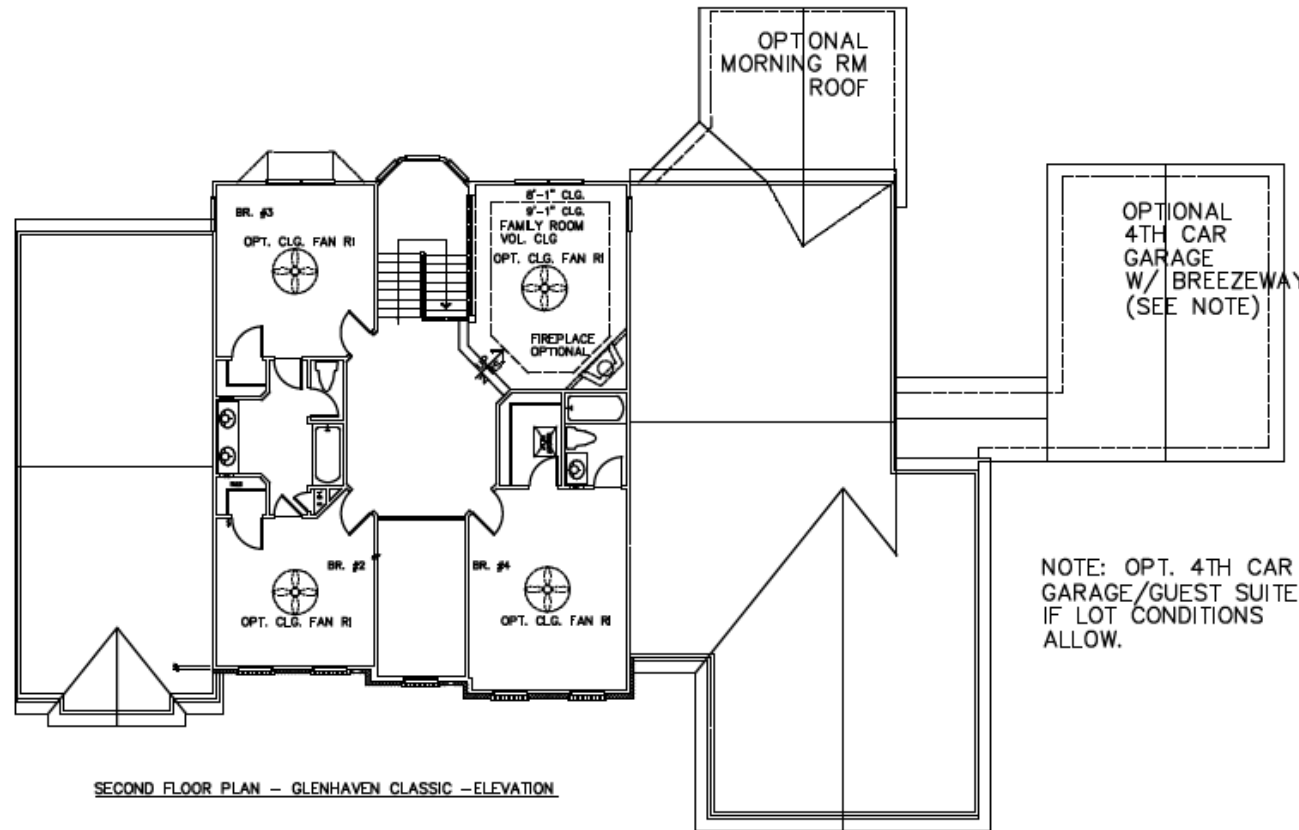 OPTIONAL
MORNING RM
ROOF
OPTIONAL
4TH CAR
GARAGE
W/ BREEZEWAY
(SEE NOTE)
BR. #3
OPT. CLG. FAN RI
8'-1" CLG.
9'-1" CLG.
FAMILY ROOM
VOL. CLG
OPT. CLG. FAN RI
FIREPLACE
OPTIONAL
BR. #2
OPT. CLG. FAN RI
BR. #4
OPT. CLG. FAN RI
NOTE: OPT. 4TH CAR
GARAGE/GUEST SUITE
IF LOT CONDITIONS
ALLOW.
SECOND FLOOR PLAN - GLENHAVEN CLASSIC -ELEVATION